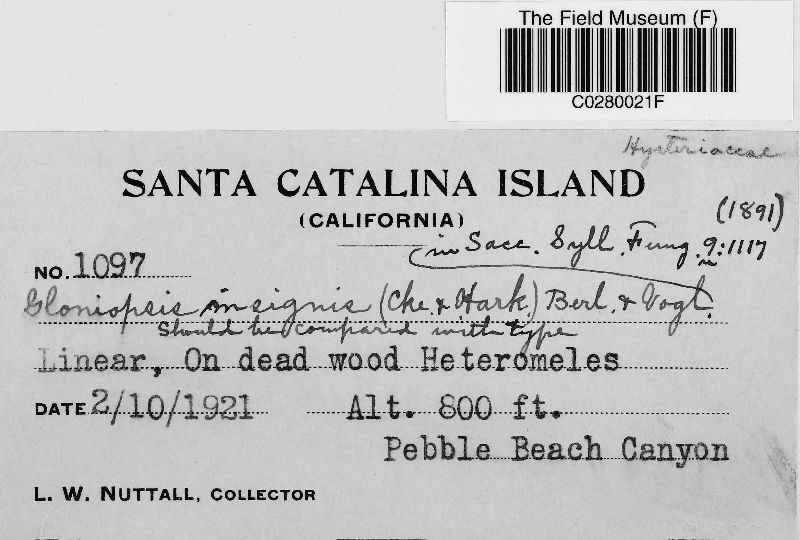 The Field Museum (F)
C0280021F
Hysteriaceae
SANTA CATALINA ISLAND
(CALIFORNIA)
(1891)
in Sacc. Syll. Fung. 9:1117
NO. 1097
Gloniopsis insignis (Cke. & Hark.) Berl. & Vogl.
Should be compared with type
Linear, On dead wood Heteromeles
DATE 2/10/1921 Alt. 800 ft.
Pebble Beach Canyon
L. W. NUTTALL, COLLECTOR